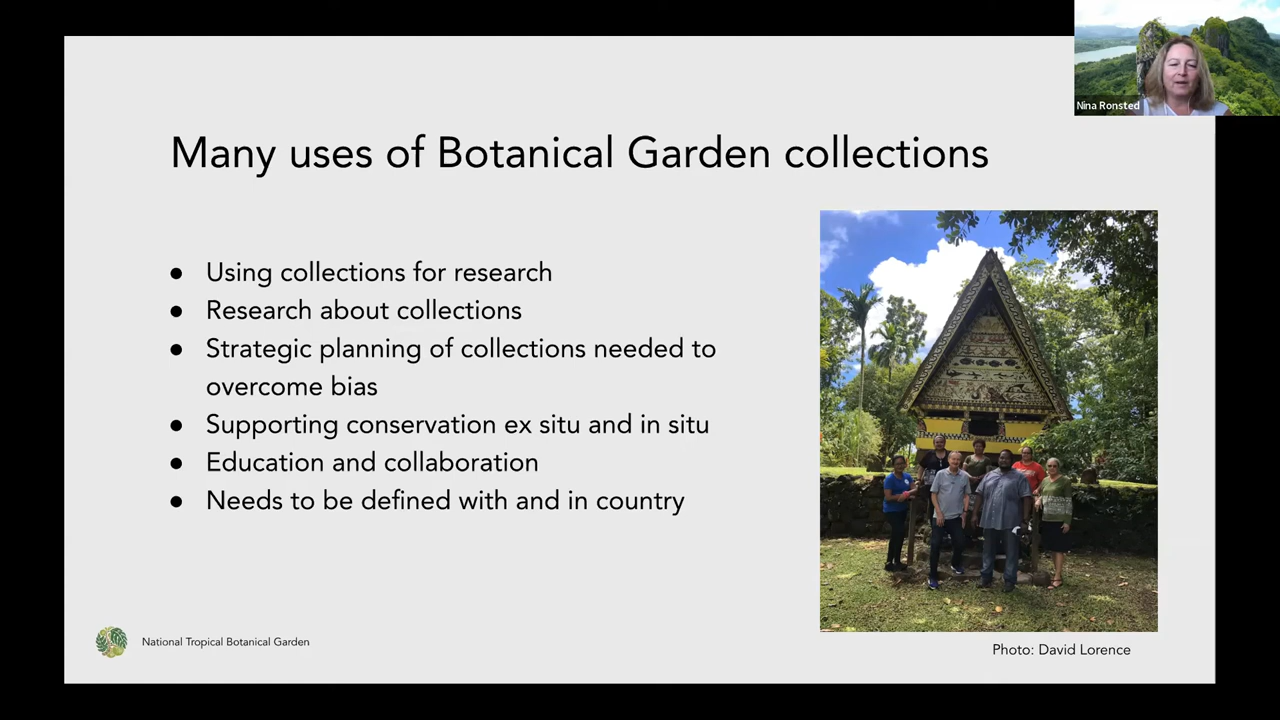 Nina Ronsted
Many uses of Botanical Garden collections
● Using collections for research
● Research about collections
● Strategic planning of collections needed to
overcome bias
● Supporting conservation ex situ and in situ
● Education and collaboration
● Needs to be defined with and in country
National Tropical Botanical Garden
Photo: David Lorence